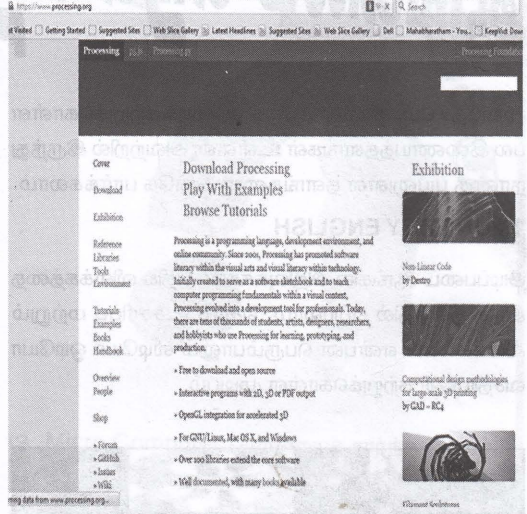 https://www.processing.org
Search
st Visited Getting Started Suggested Sites Web Slice Gallery Latest Headlines Suggested Sites Web Slice Gallery Dell Mahabharatham - You... KeepVid: Down
Processing p5.js Processing.py Processing Foundation
Cover
Download
Exhibition
Reference
Libraries
Tools
Environment
Tutorials
Examples
Books
Handbook
Overview
People
Shop
» Forum
» GitHub
» Issues
» Wiki
Download Processing
Play With Examples
Browse Tutorials
Processing is a programming language, development environment, and
online community. Since 2001, Processing has promoted software
literacy within the visual arts and visual literacy within technology.
Initially created to serve as a software sketchbook and to teach
computer programming fundamentals within a visual context,
Processing evolved into a development tool for professionals. Today,
there are tens of thousands of students, artists, designers, researchers,
and hobbyists who use Processing for learning, prototyping, and
production.
» Free to download and open source
» Interactive programs with 2D, 3D or PDF output
» OpenGL integration for accelerated 3D
» For GNU/Linux, Mac OS X, and Windows
» Over 100 libraries extend the core software
» Well documented, with many books available
Exhibition
Non-Linear Code
by Dextro
Computational design methodologies
for large-scale 3D printing
by GAD – RC4
Filament Sculptures
rring data from www.processing.org...